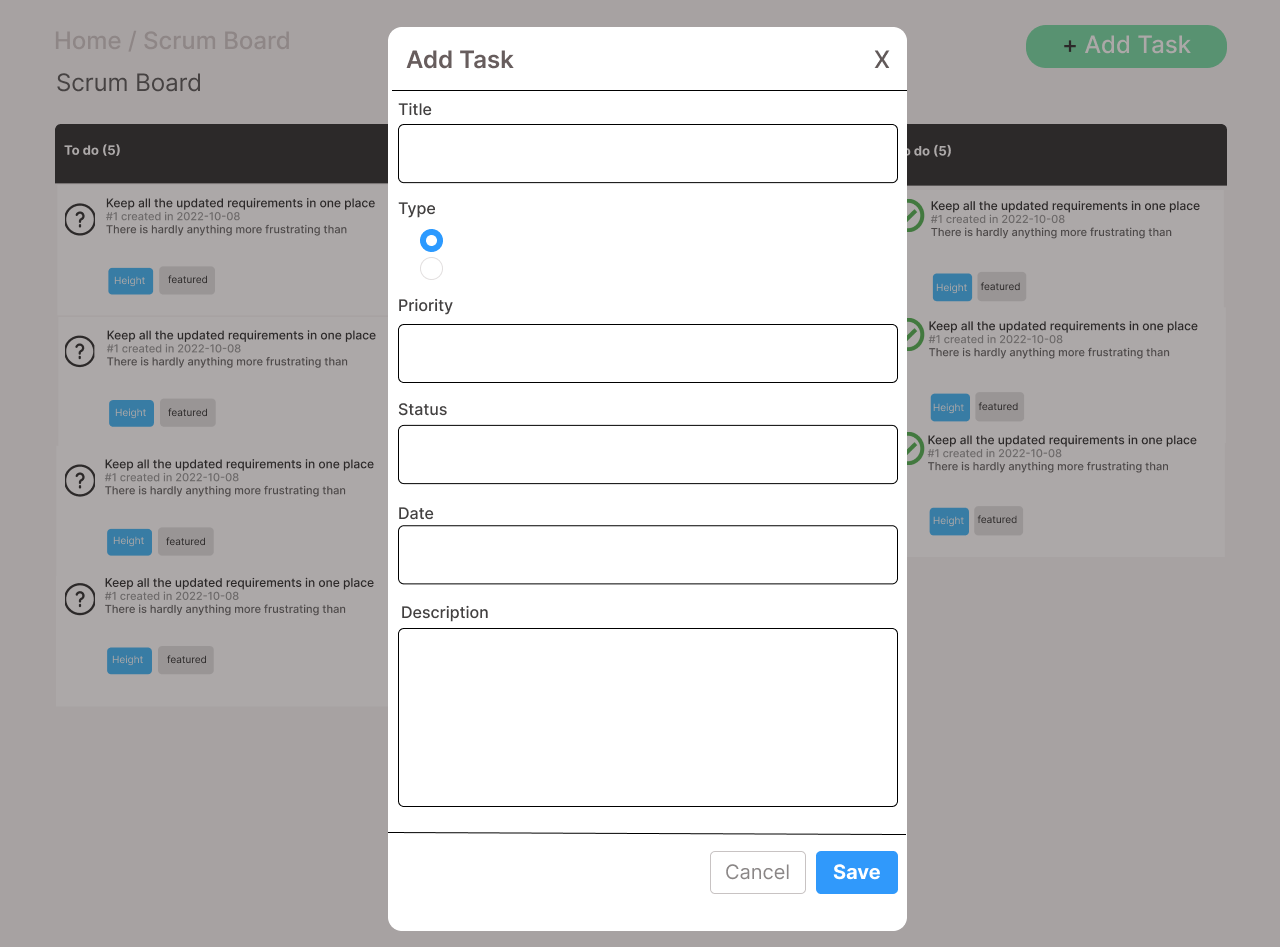 Home / Scrum Board
+ Add Task
Scrum Board
To do (5)
Keep all the updated requirements in one place
#1 created in 2022-10-08
There is hardly anything more frustrating than
Height
featured
Keep all the updated requirements in one place
#1 created in 2022-10-08
There is hardly anything more frustrating than
Height
featured
Keep all the updated requirements in one place
#1 created in 2022-10-08
There is hardly anything more frustrating than
Height
featured
Keep all the updated requirements in one place
#1 created in 2022-10-08
There is hardly anything more frustrating than
Height
featured
Add Task
X
Title
Type
Priority
Status
Date
Description
Cancel
Save
do (5)
Keep all the updated requirements in one place
#1 created in 2022-10-08
There is hardly anything more frustrating than
Height
featured
Keep all the updated requirements in one place
#1 created in 2022-10-08
There is hardly anything more frustrating than
Height
featured
Keep all the updated requirements in one place
#1 created in 2022-10-08
There is hardly anything more frustrating than
Height
featured